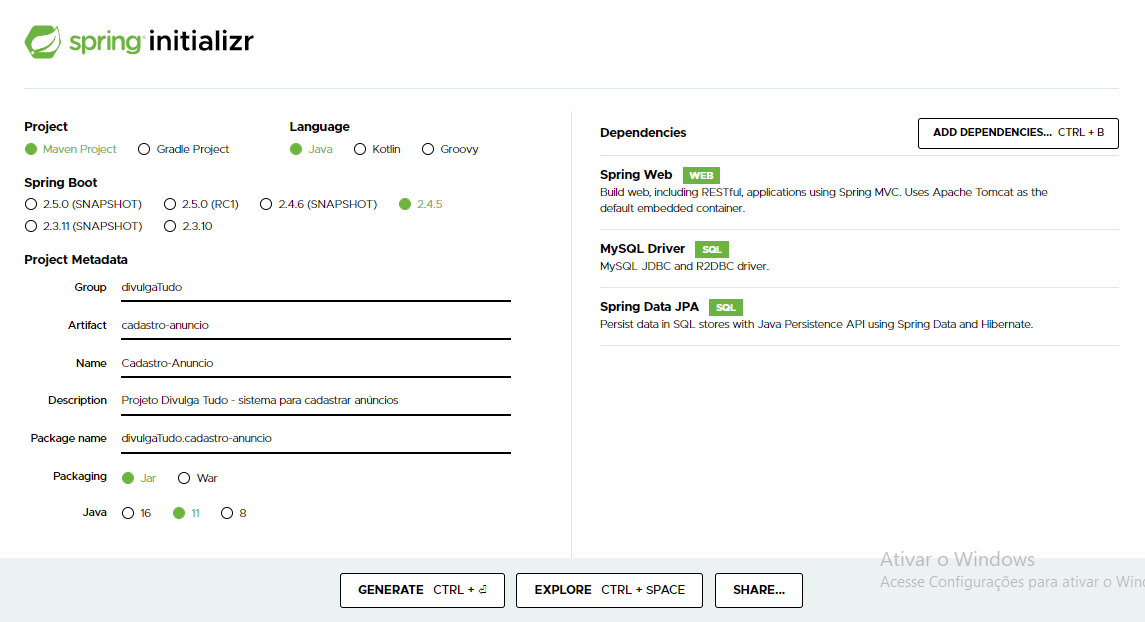 spring initializr
Project
Maven Project Gradle Project
Language
Java Kotlin Groovy
Spring Boot
2.5.0 (SNAPSHOT) 2.5.0 (RC1) 2.4.6 (SNAPSHOT) 2.4.5
2.3.11 (SNAPSHOT) 2.3.10
Project Metadata
Group divulgaTudo
Artifact cadastro-anuncio
Name Cadastro-Anuncio
Description Projeto Divulga Tudo - sistema para cadastrar anúncios
Package name divulgaTudo.cadastro-anuncio
Packaging Jar War
Java 16 11 8
Dependencies ADD DEPENDENCIES... CTRL + B
Spring Web WEB
Build web, including RESTful, applications using Spring MVC. Uses Apache Tomcat as the
default embedded container.
MySQL Driver SQL
MySQL JDBC and R2DBC driver.
Spring Data JPA SQL
Persist data in SQL stores with Java Persistence API using Spring Data and Hibernate.
GENERATE CTRL + ⏎ EXPLORE CTRL + SPACE SHARE...
Ativar o Windows
Acesse Configurações para ativar o Win